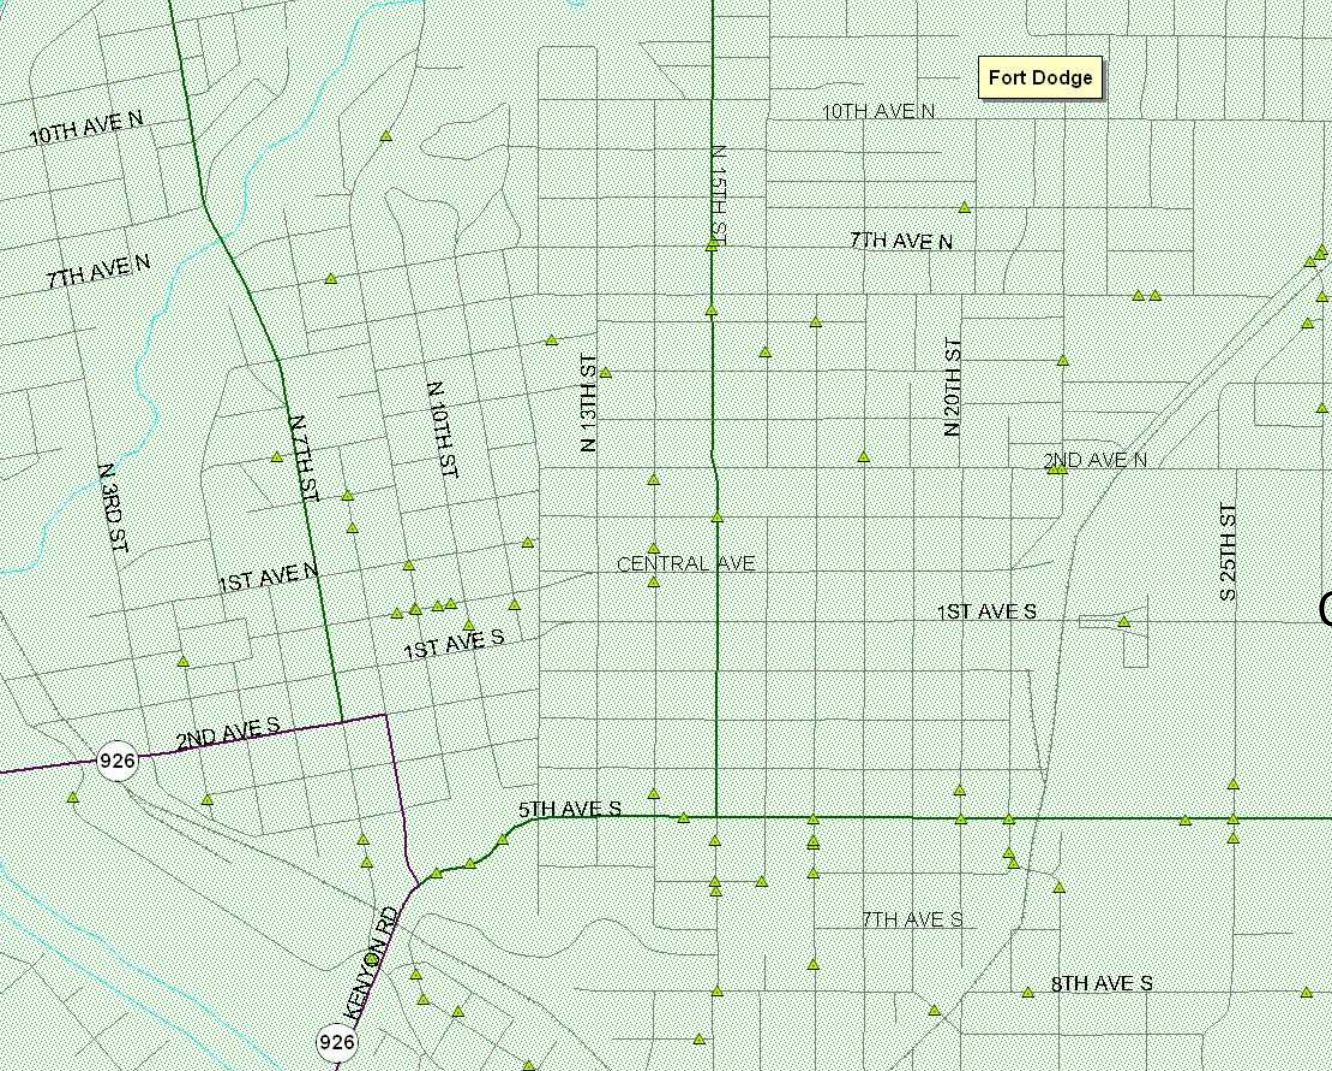 Fort Dodge
10TH AVE N
10TH AVE N
N 15TH ST
7TH AVE N
7TH AVE N
N 13TH ST
N 20TH ST
N 10TH ST
N 7TH ST
2ND AVE N
N 3RD ST
S 25TH ST
CENTRAL AVE
1ST AVE N
1ST AVE S
1ST AVE S
2ND AVE S
926
5TH AVE S
7TH AVE S
KENYON RD
8TH AVE S
926